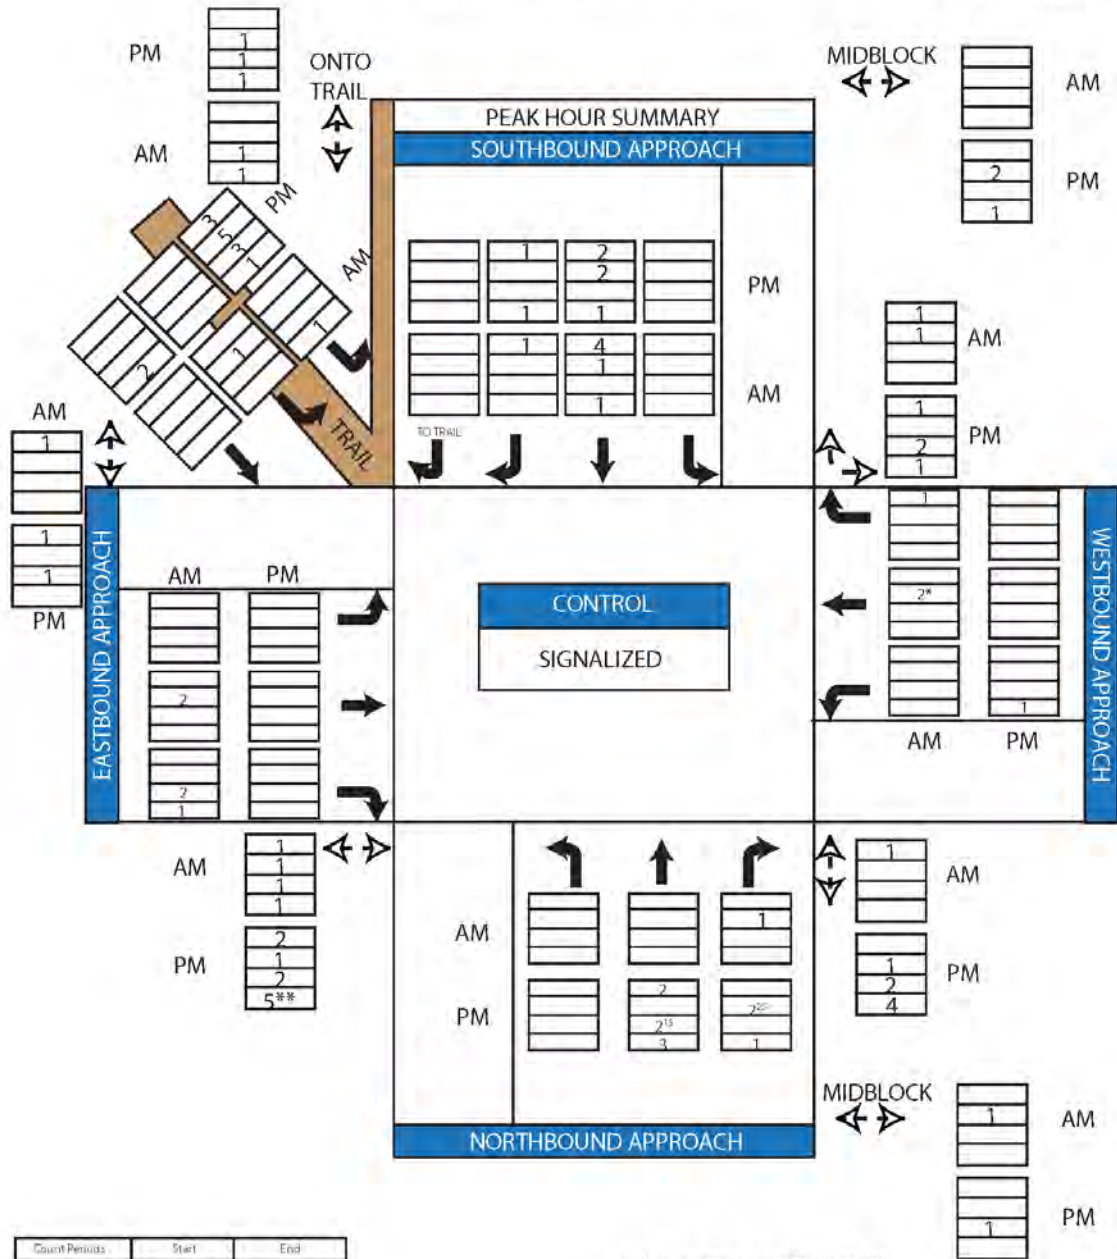 PM
1
1
1
ONTO
TRAIL
AM
1
1
MIDBLOCK
AM
2
1
PM
PEAK HOUR SUMMARY
SOUTHBOUND APPROACH
PM
3
5
3
1
AM
1
1
2
TRAIL
1
2
2
1
1
PM
1
4
1
1
AM
TO TRAIL
1
1
AM
1
2
1
PM
AM
1
1
1
PM
EASTBOUND APPROACH
AM
PM
2
2
1
CONTROL
SIGNALIZED
1
2*
1
AM
PM
WESTBOUND APPROACH
AM
1
1
1
1
PM
2
1
2
5**
AM
1
PM
2
2
3
1
1
AM
1
2
4
PM
NORTHBOUND APPROACH
MIDBLOCK
1
AM
1
PM
Count Periods
Start
End